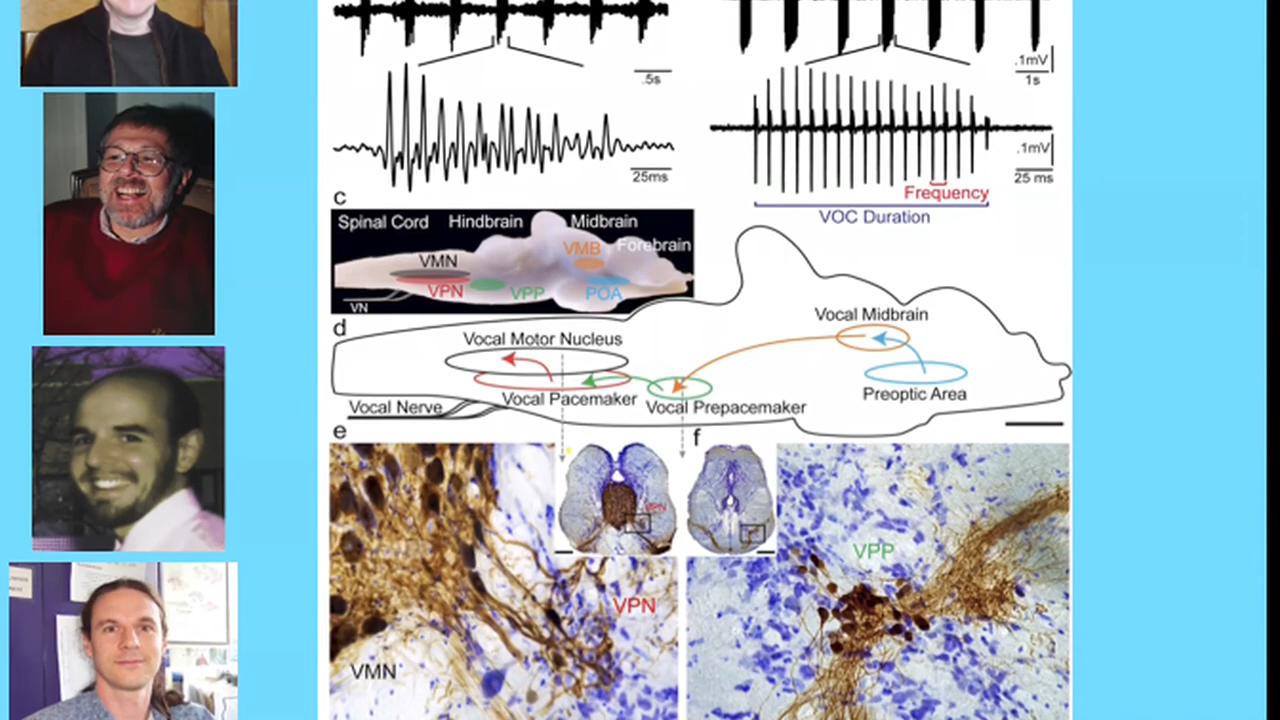 .5s
.1mV
1s
25ms
.1mV
25 ms
Frequency
VOC Duration
c
Spinal Cord Hindbrain Midbrain
VMB Forebrain
VMN
VPN VPP POA
VN
d
Vocal Midbrain
Vocal Motor Nucleus
Preoptic Area
Vocal Pacemaker
Vocal Nerve Vocal Prepacemaker
e f
VPN
VPP
VPN
VMN